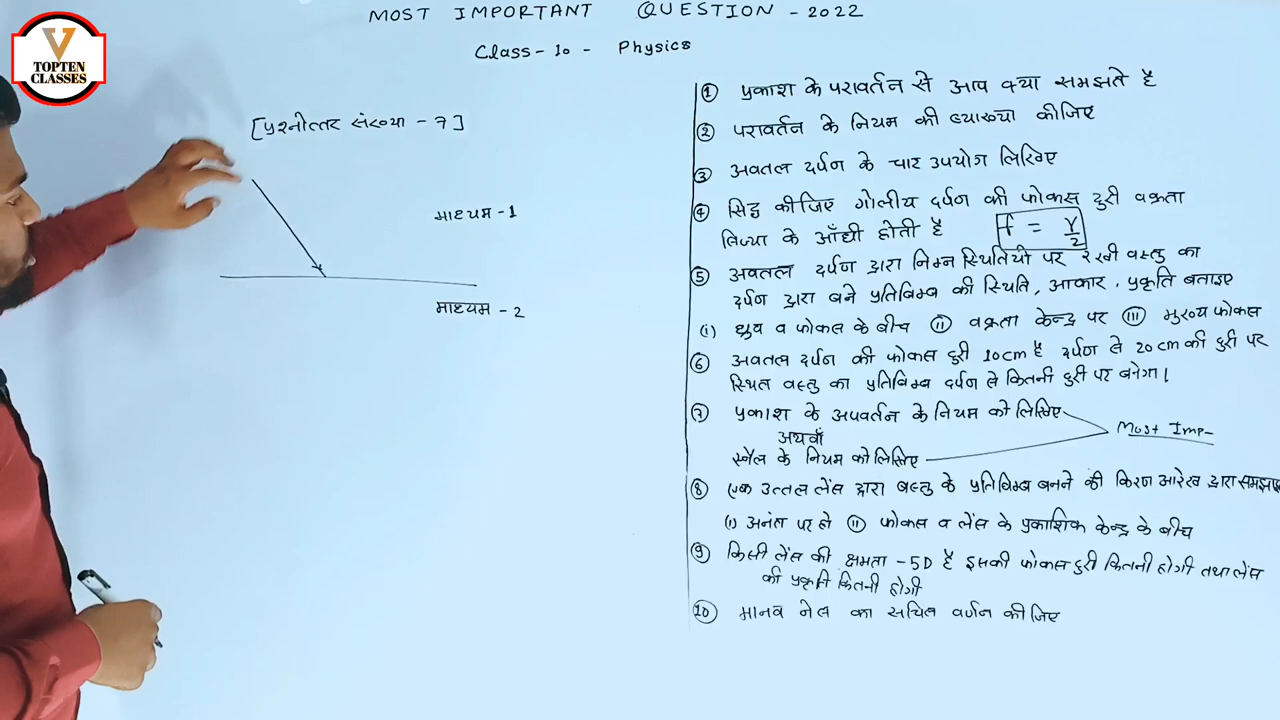 MOST IMPORTANT QUESTION - 2022
Class - 10 - Physics
V
TOPTEN
CLASSES
[प्रश्नोत्तर संख्या - 7]
माध्यम - 1
माध्यम - 2
① प्रकाश के परावर्तन से आप क्या समझते है
② परावर्तन के नियम की व्याख्या कीजिए
③ अवतल दर्पण के चार उपयोग लिखिए
④ सिद्ध कीजिए गोलीय दर्पण की फोकस दुरी वक्रता
त्रिज्या के आँधी होती है f = r/2
⑤ अवतल दर्पण द्वारा निम्न स्थितियों पर रखी वस्तु का
दर्पण द्वारा बने प्रतिबिम्ब की स्थिति, आकार, प्रकृति बताइए
(i) ध्रुव व फोकस के बीच (ii) वक्रता केन्द्र पर (iii) मुख्य फोकस
⑥ अवतल दर्पन की फोकस दुरी 10cm है दर्पण से 20cm की दुरी पर
स्थित वस्तु का प्रतिबिम्ब दर्पन से कितनी दुरी पर बनेगा।
⑦ प्रकाश के अपवर्तन के नियम को लिखिए
अथवाँ
Most Imp-
स्नैल के नियम को लिखिए
⑧ एक उत्तल लेंस द्वारा वस्तु के प्रतिबिम्ब बनने की किरण आरेख द्वारा समझाए
(i) अनंत पर हो (ii) फोकस व लेंस के प्रकाशिक केन्द्र के बीच
⑨ किसी लेंस की क्षमता -5D है इसकी फोकस दुरी कितनी होगी तथा लेंस
की प्रकृति कितनी होगी
⑩ मानव नेत्र का सचित्र वर्णन कीजिए